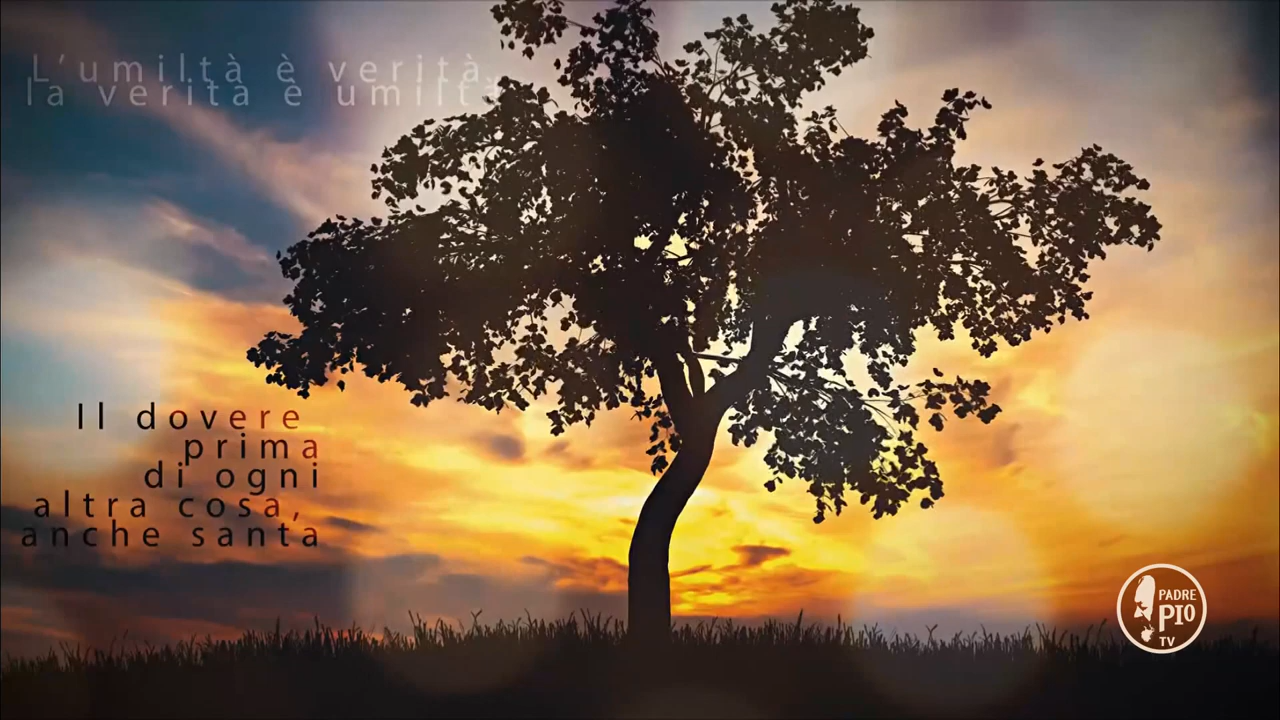 L'umiltà è verità,
la verità è umiltà
Il dovere
prima
di ogni
altra cosa,
anche santa
PADRE
PIO
TV